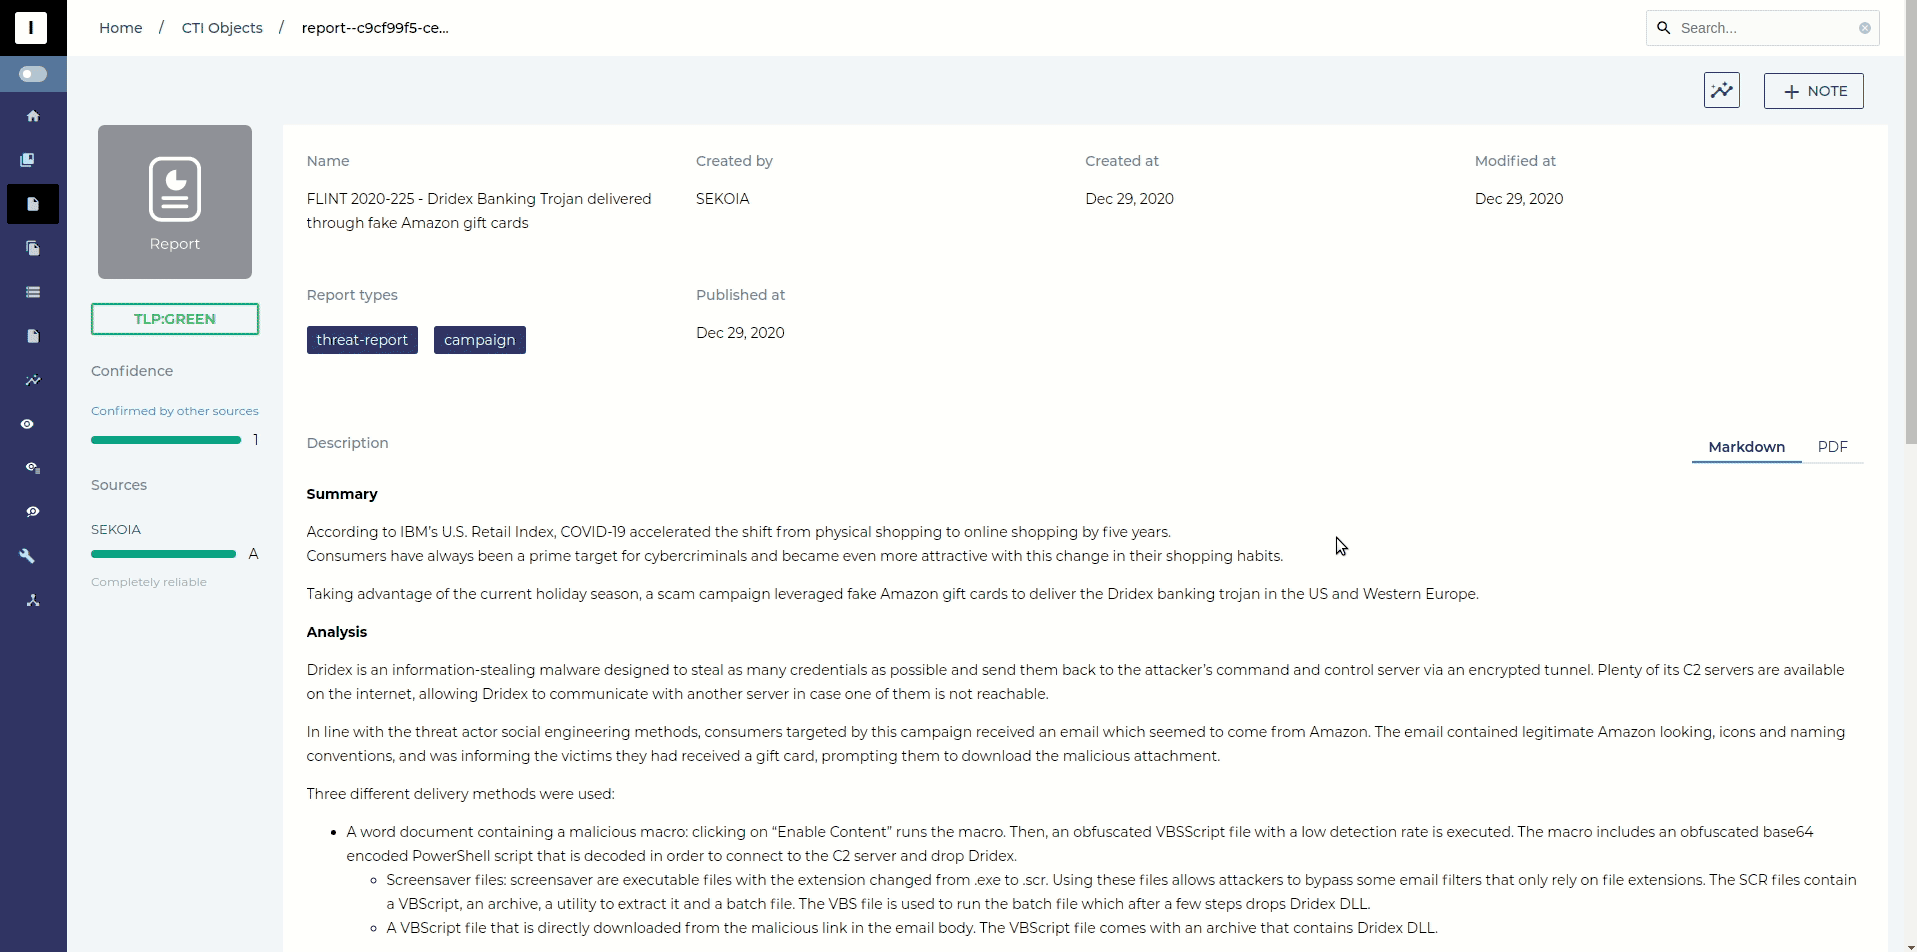 I
Home / CTI Objects / report--c9cf99f5-ce...
Search...
+ NOTE
Report
TLP:GREEN
Confidence
Confirmed by other sources
1
Sources
SEKOIA
A
Completely reliable
Name
FLINT 2020-225 - Dridex Banking Trojan delivered
through fake Amazon gift cards
Created by
SEKOIA
Created at
Dec 29, 2020
Modified at
Dec 29, 2020
Report types
threat-report campaign
Published at
Dec 29, 2020
Description
Markdown PDF
Summary
According to IBM's U.S. Retail Index, COVID-19 accelerated the shift from physical shopping to online shopping by five years.
Consumers have always been a prime target for cybercriminals and became even more attractive with this change in their shopping habits.
Taking advantage of the current holiday season, a scam campaign leveraged fake Amazon gift cards to deliver the Dridex banking trojan in the US and Western Europe.
Analysis
Dridex is an information-stealing malware designed to steal as many credentials as possible and send them back to the attacker's command and control server via an encrypted tunnel. Plenty of its C2 servers are available
on the internet, allowing Dridex to communicate with another server in case one of them is not reachable.
In line with the threat actor social engineering methods, consumers targeted by this campaign received an email which seemed to come from Amazon. The email contained legitimate Amazon looking, icons and naming
conventions, and was informing the victims they had received a gift card, prompting them to download the malicious attachment.
Three different delivery methods were used:
• A word document containing a malicious macro: clicking on “Enable Content” runs the macro. Then, an obfuscated VBSScript file with a low detection rate is executed. The macro includes an obfuscated base64
encoded PowerShell script that is decoded in order to connect to the C2 server and drop Dridex.
◦ Screensaver files: screensaver are executable files with the extension changed from .exe to .scr. Using these files allows attackers to bypass some email filters that only rely on file extensions. The SCR files contain
a VBScript, an archive, a utility to extract it and a batch file. The VBS file is used to run the batch file which after a few steps drops Dridex DLL.
◦ A VBScript file that is directly downloaded from the malicious link in the email body. The VBScript file comes with an archive that contains Dridex DLL.